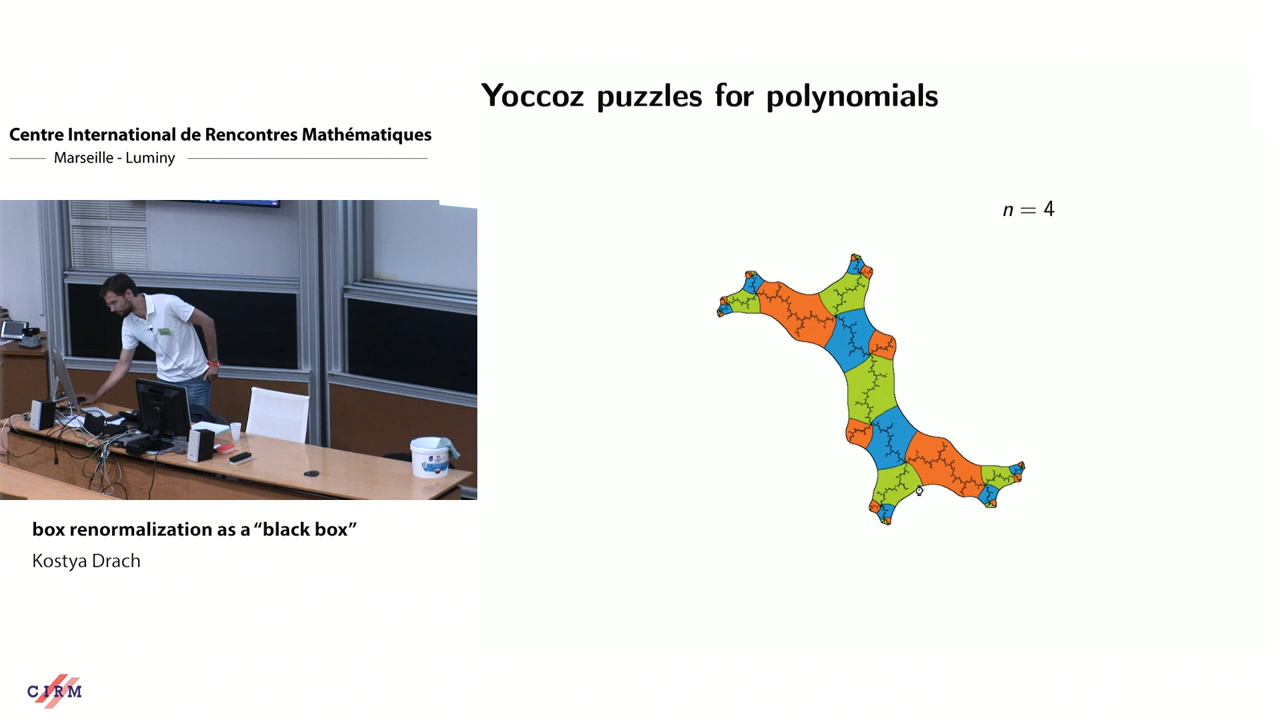 Yoccoz puzzles for polynomials
Centre International de Rencontres Mathématiques
Marseille - Luminy
n = 4
box renormalization as a “black box”
Kostya Drach
CIRM